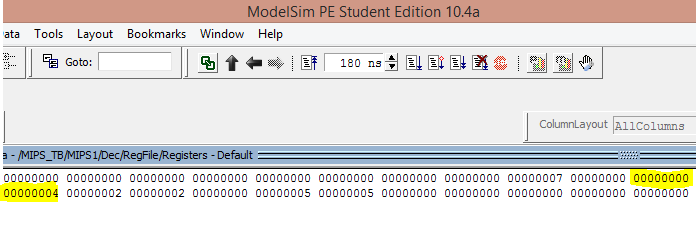 ModelSim PE Student Edition 10.4a
ata Tools Layout Bookmarks Window Help
Goto: 180 ns
ColumnLayout AllColumns
a - /MIPS_TB/MIPS1/Dec/RegFile/Registers - Default
00000000 00000000 00000000 00000000 00000000 00000000 00000000 00000000 00000007 00000000 00000000
00000004 00000002 00000002 00000000 00000005 00000005 00000000 00000000 00000000 00000000 00000000